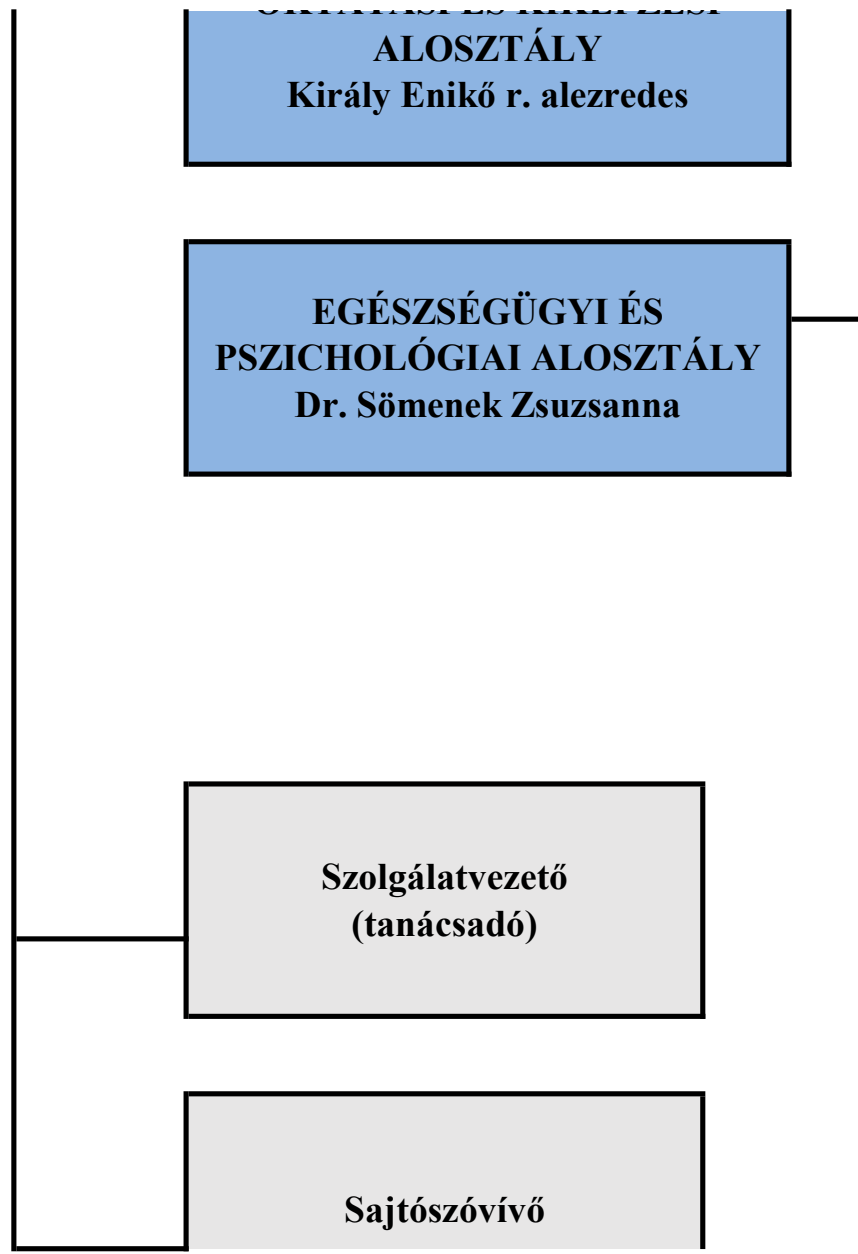 ALOSZTÁLY
Király Enikő r. alezredes
EGÉSZSÉGÜGYI ÉS
PSZICHOLÓGIAI ALOSZTÁLY
Dr. Sömenek Zsuzsanna
Szolgálatvezető
(tanácsadó)
Sajtószóvívő